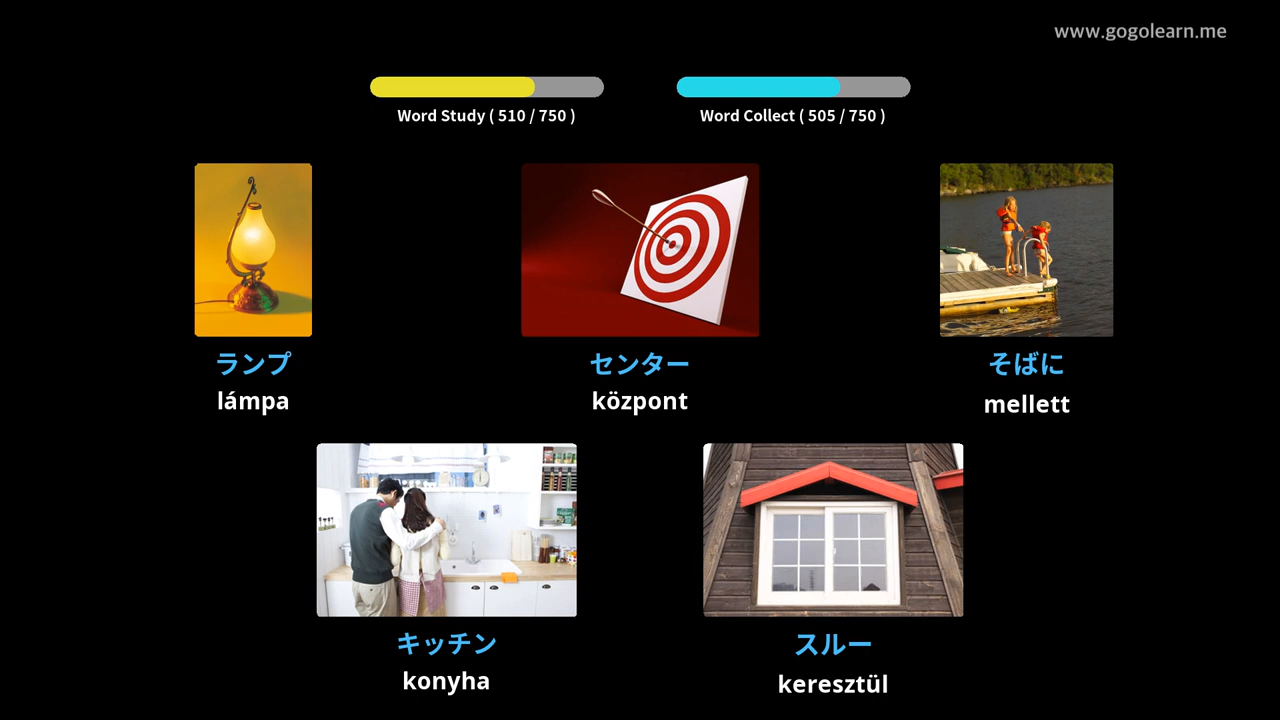 www.gogolearn.me
Word Study ( 510 / 750 )
Word Collect ( 505 / 750 )
ランプ
lámpa
センター
központ
そばに
mellett
キッチン
konyha
スルー
keresztül